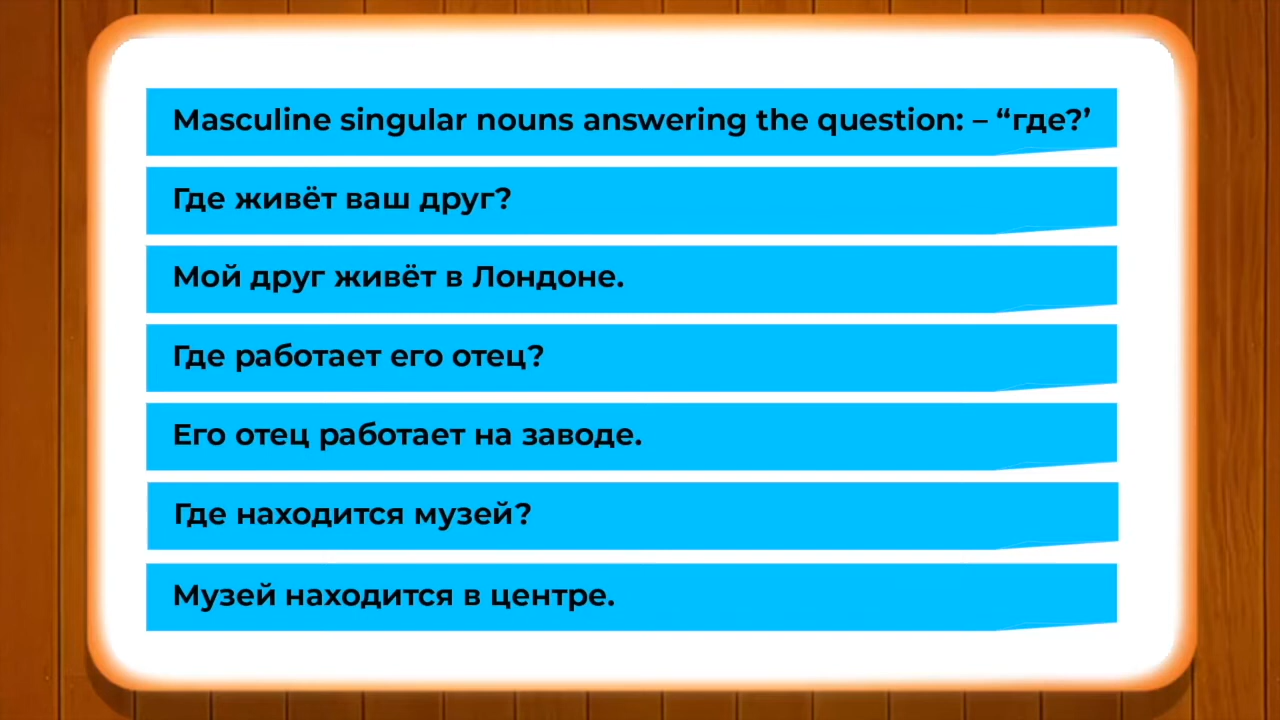 Masculine singular nouns answering the question: – “где?’
Где живёт ваш друг?
Мой друг живёт в Лондоне.
Где работает его отец?
Его отец работает на заводе.
Где находится музей?
Музей находится в центре.